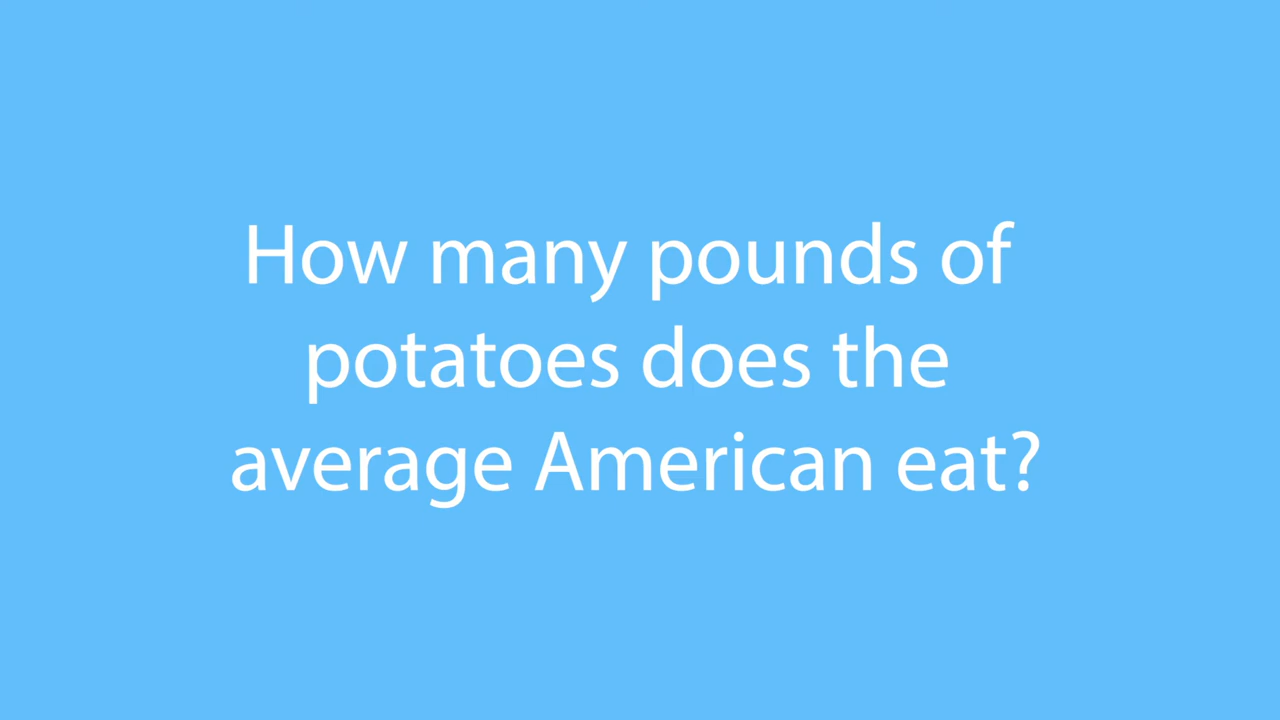 How many pounds of
potatoes does the
average American eat?